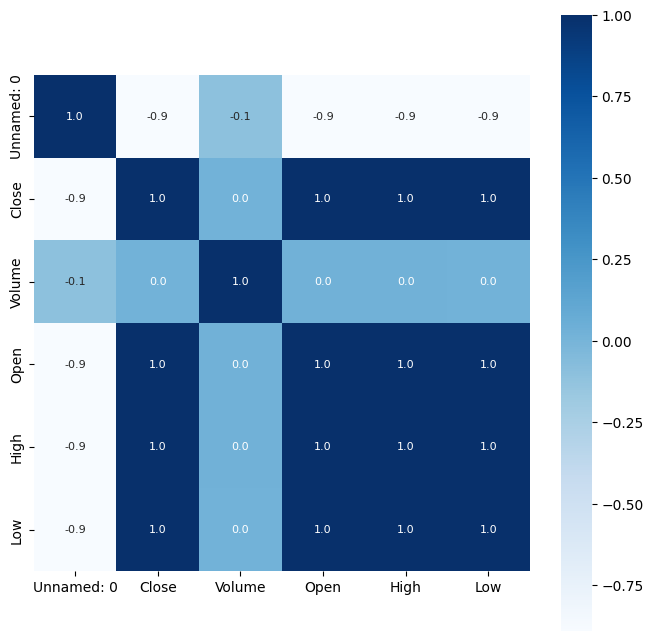 Unnamed: 0 1.0 -0.9 -0.1 -0.9 -0.9 -0.9
Close -0.9 1.0 0.0 1.0 1.0 1.0
Volume -0.1 0.0 1.0 0.0 0.0 0.0
Open -0.9 1.0 0.0 1.0 1.0 1.0
High -0.9 1.0 0.0 1.0 1.0 1.0
Low -0.9 1.0 0.0 1.0 1.0 1.0
Unnamed: 0 Close Volume Open High Low
1.00
0.75
0.50
0.25
0.00
−0.25
−0.50
−0.75